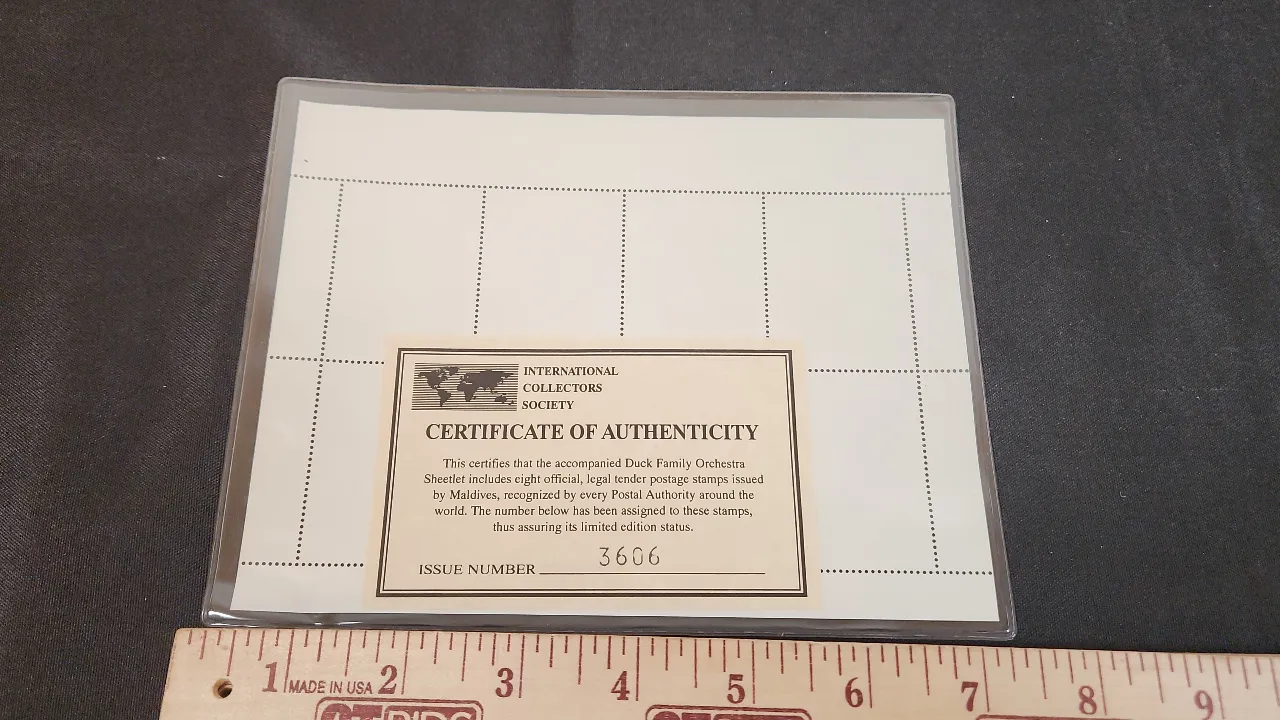 INTERNATIONAL
COLLECTORS
SOCIETY
CERTIFICATE OF AUTHENTICITY
This certifies that the accompanied Duck Family Orchestra
Sheetlet includes eight official, legal tender postage stamps issued
by Maldives, recognized by every Postal Authority around the
world. The number below has been assigned to these stamps,
thus assuring its limited edition status.
ISSUE NUMBER 3606
1 MADE IN USA 2 3 4 5 6 7 8 9